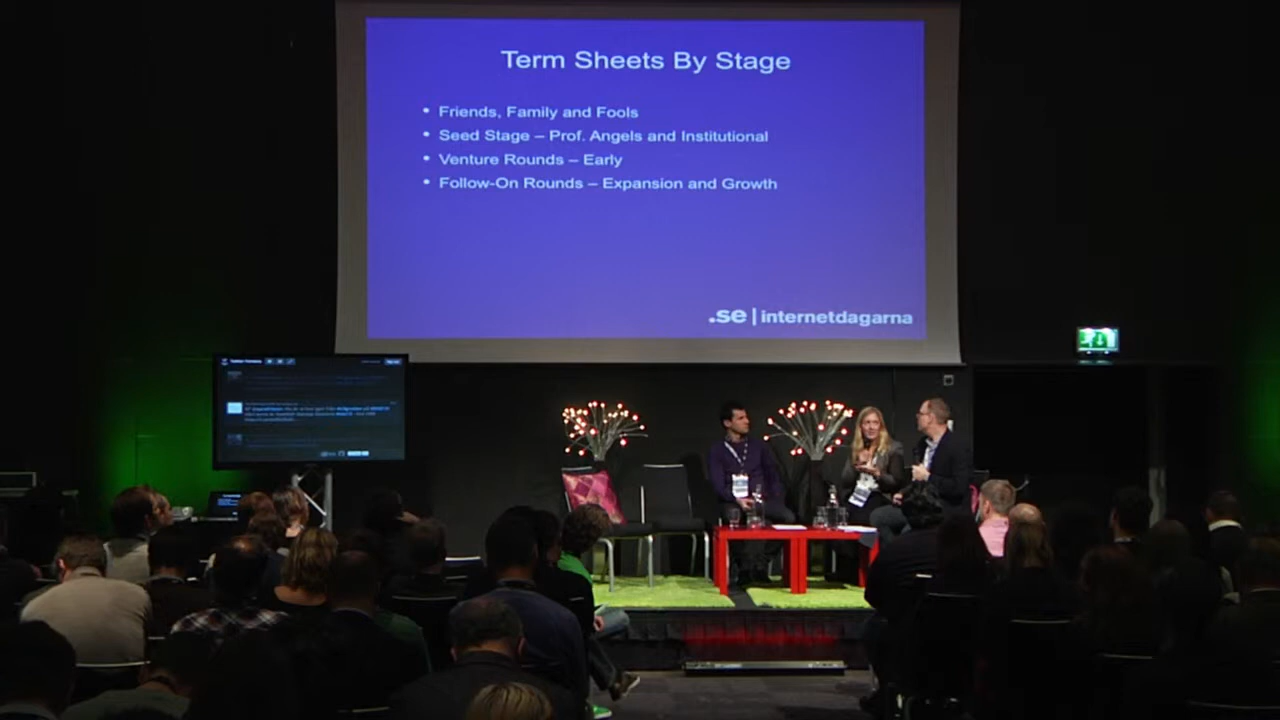 Term Sheets By Stage
• Friends, Family and Fools
• Seed Stage – Prof. Angels and Institutional
• Venture Rounds – Early
• Follow-On Rounds – Expansion and Growth
.se | internetdagarna